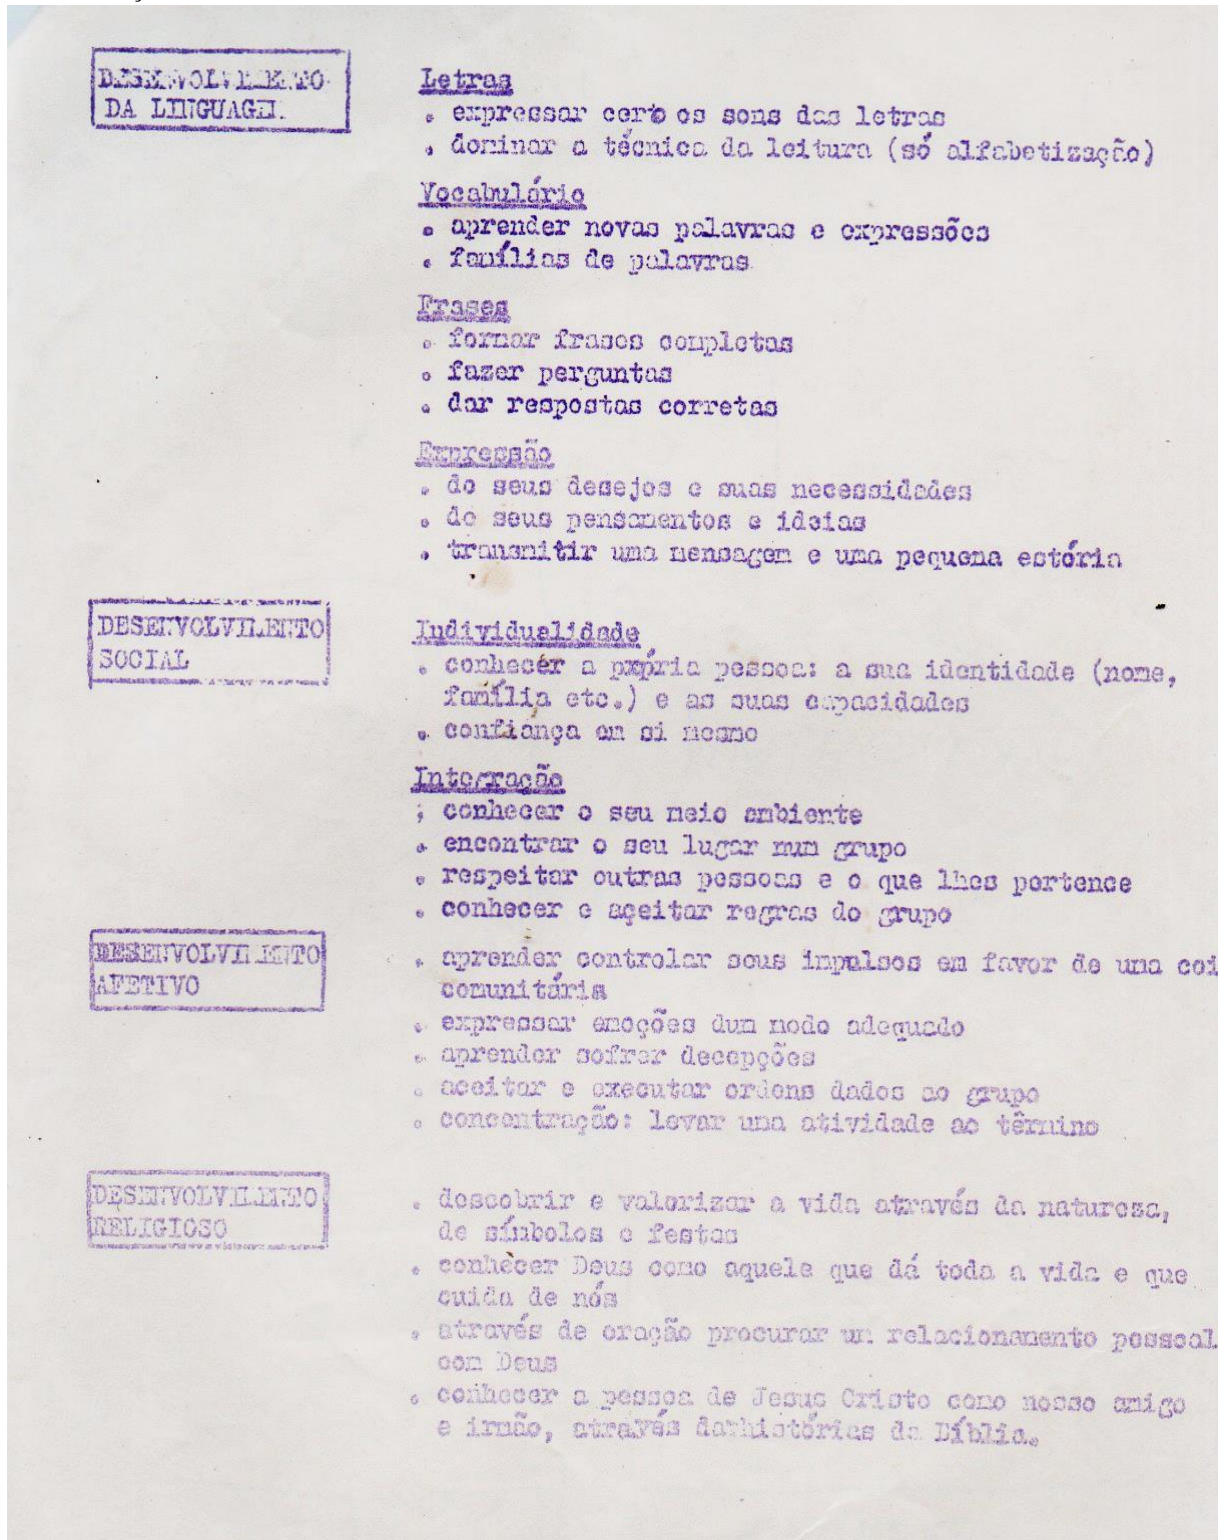 DESENVOLVIMENTO
DA LINGUAGEM.
Letras
. expressar certo os sons das letras
. dominar a técnica da leitura (só alfabetização)
Vocabulário
. aprender novas palavras e expressões
. famílias de palavras
Frases
. formar frases completas
. fazer perguntas
. dar respostas corretas
Expressão
. de seus desejos e suas necessidades
. de seus pensamentos e ideias
. transmitir uma mensagem e uma pequena estória
DESENVOLVIMENTO
SOCIAL
Individualidade
. conhecer a própria pessoa: a sua identidade (nome,
família etc.) e as suas capacidades
. confiança em si mesmo
Integração
; conhecer o seu meio ambiente
. encontrar o seu lugar num grupo
. respeitar outras pessoas e o que lhes pertence
. conhecer e açeitar regras do grupo
DESENVOLVIMENTO
AFETIVO
. aprender controlar seus impulsos em favor de uma coi
comunitária
. expressar emoções dum modo adequado
. aprender sofrer decepções
. aceitar e executar ordens dados ao grupo
. concentração: levar uma atividade ao têrmino
DESENVOLVIMENTO
RELIGIOSO
. descobrir e valorizar a vida através da natureza,
de símbolos e festas
. conhecer Deus como aquele que dá toda a vida e que
cuida de nós
. através de oração procurar um relacionamento pessoal
com Deus
. conhecer a pessoa de Jesus Cristo como nosso amigo
e irmão, através histórias da Bíblia.